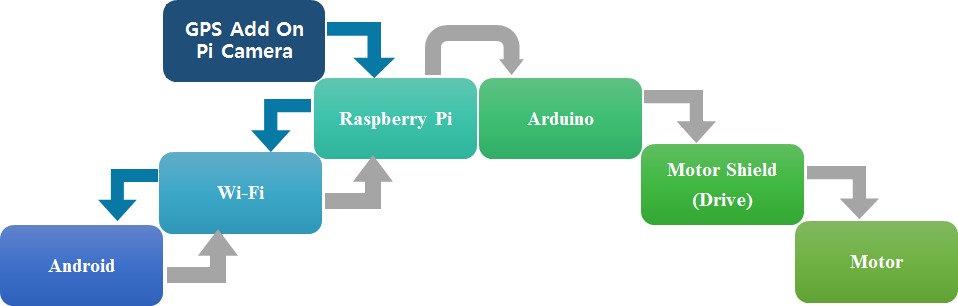 GPS Add On
Pi Camera
Raspberry Pi
Arduino
Wi-Fi
Motor Shield
(Drive)
Android
Motor